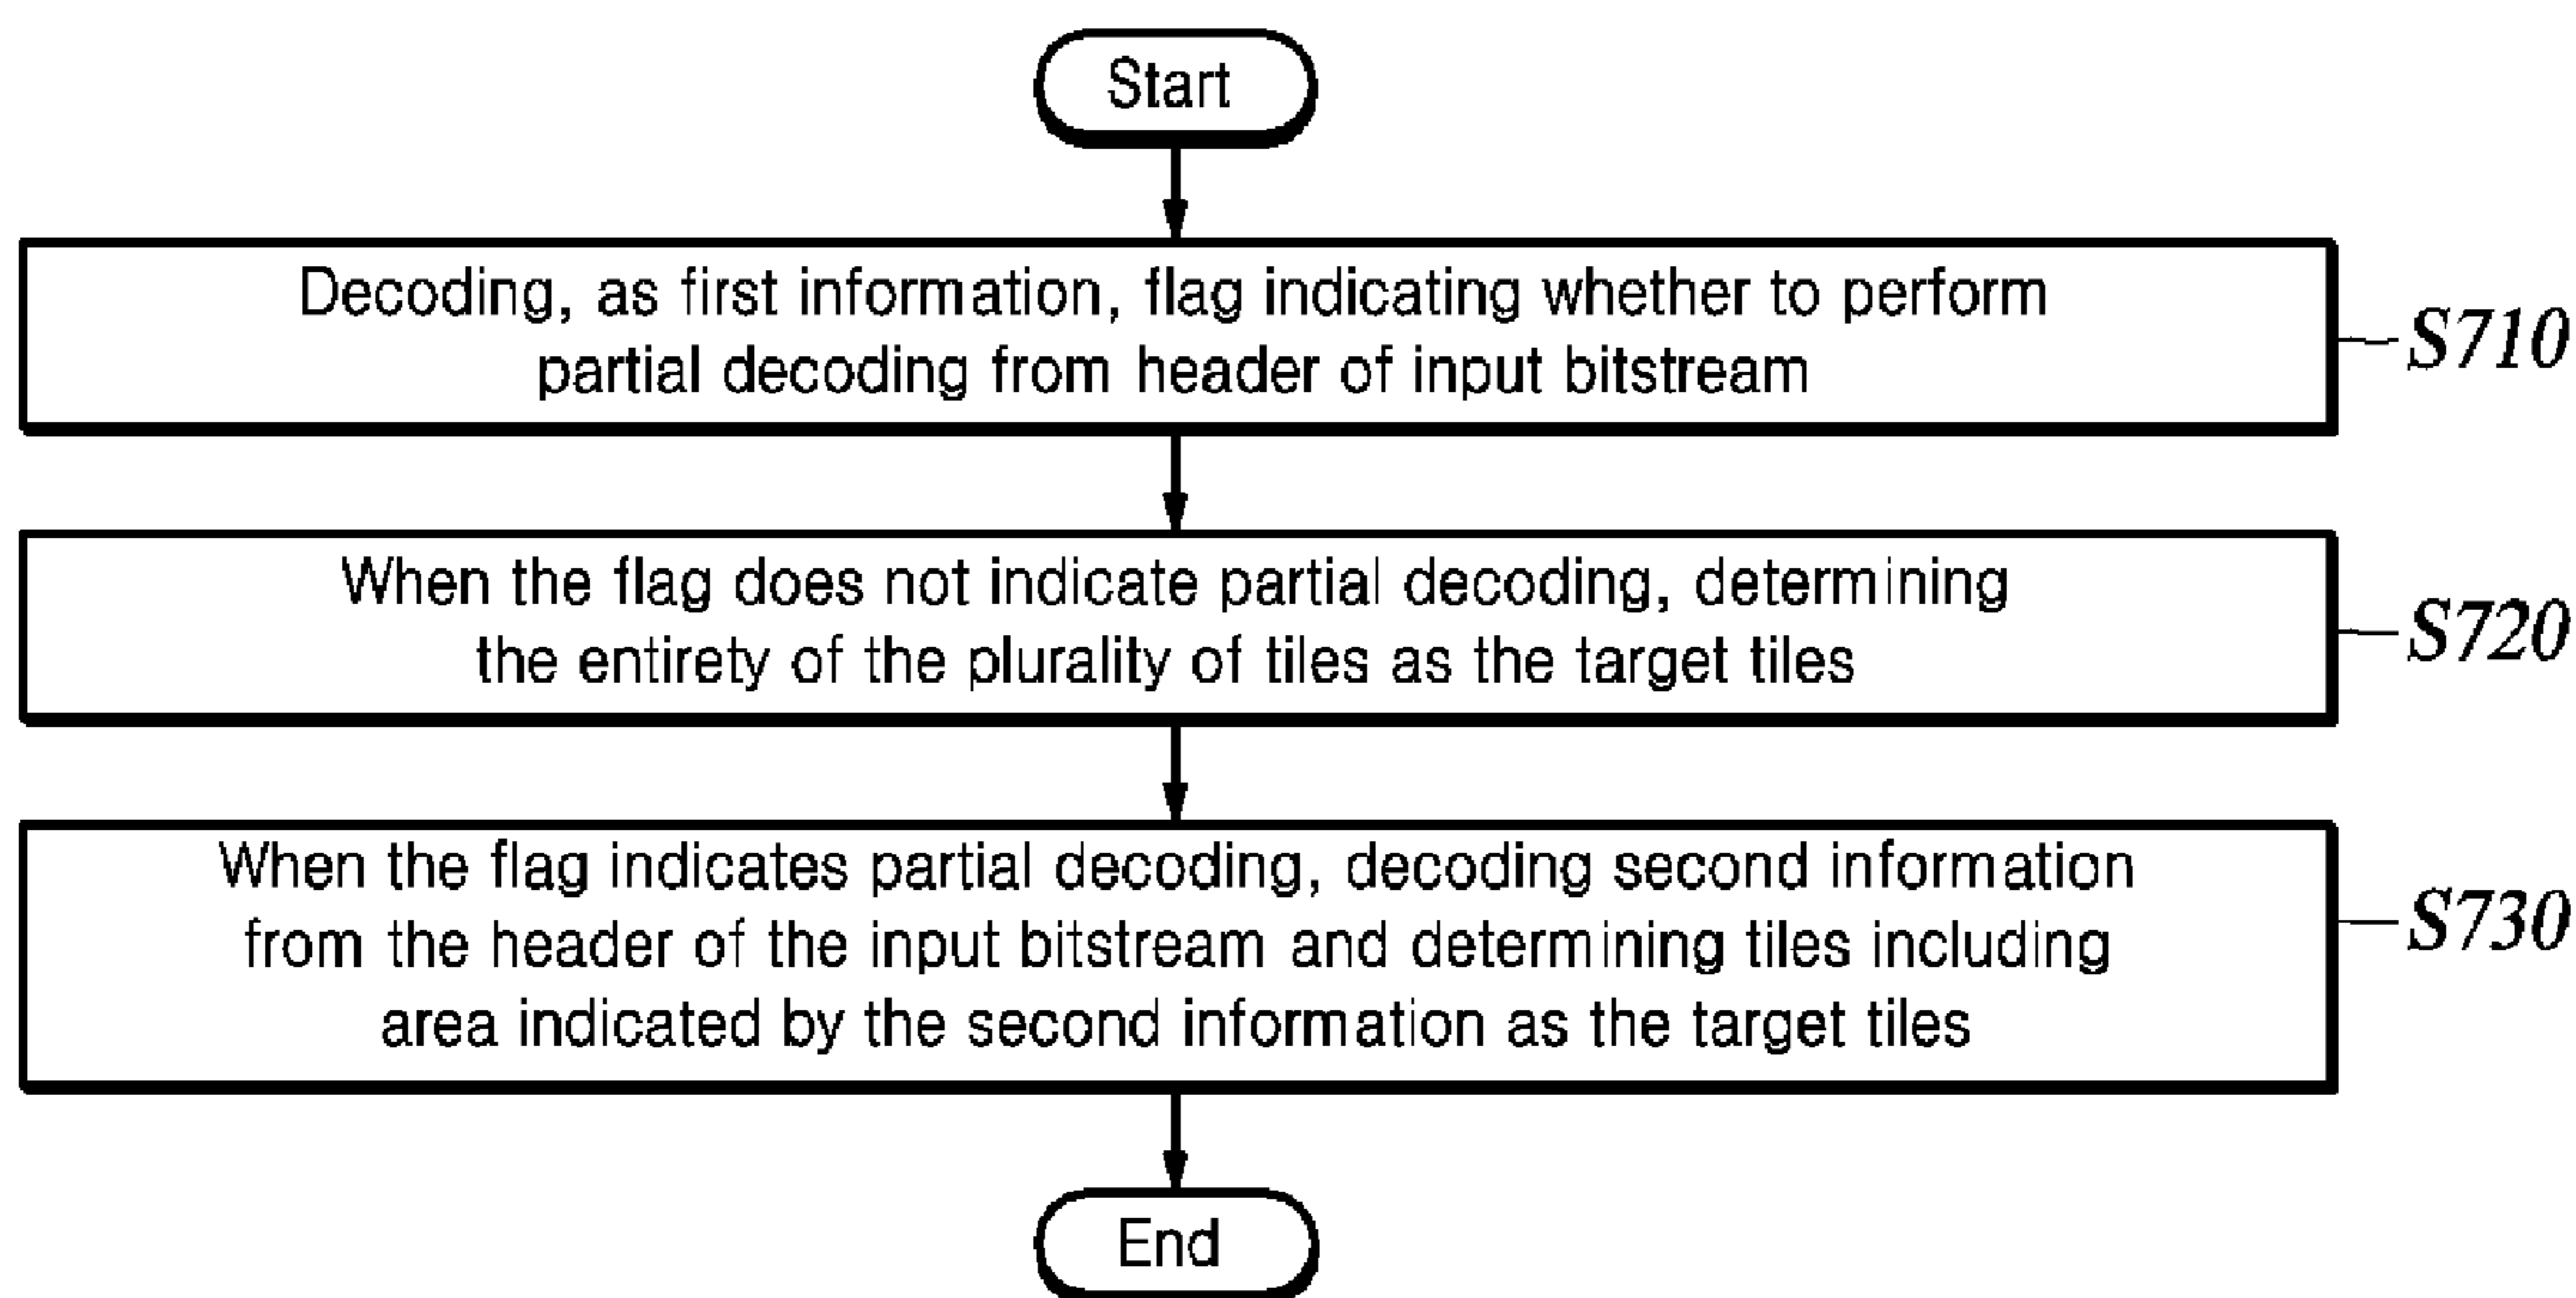 Start
Decoding, as first information, flag indicating whether to perform
partial decoding from header of input bitstream
S710
When the flag does not indicate partial decoding, determining
the entirety of the plurality of tiles as the target tiles
S720
When the flag indicates partial decoding, decoding second information
from the header of the input bitstream and determining tiles including
area indicated by the second information as the target tiles
S730
End